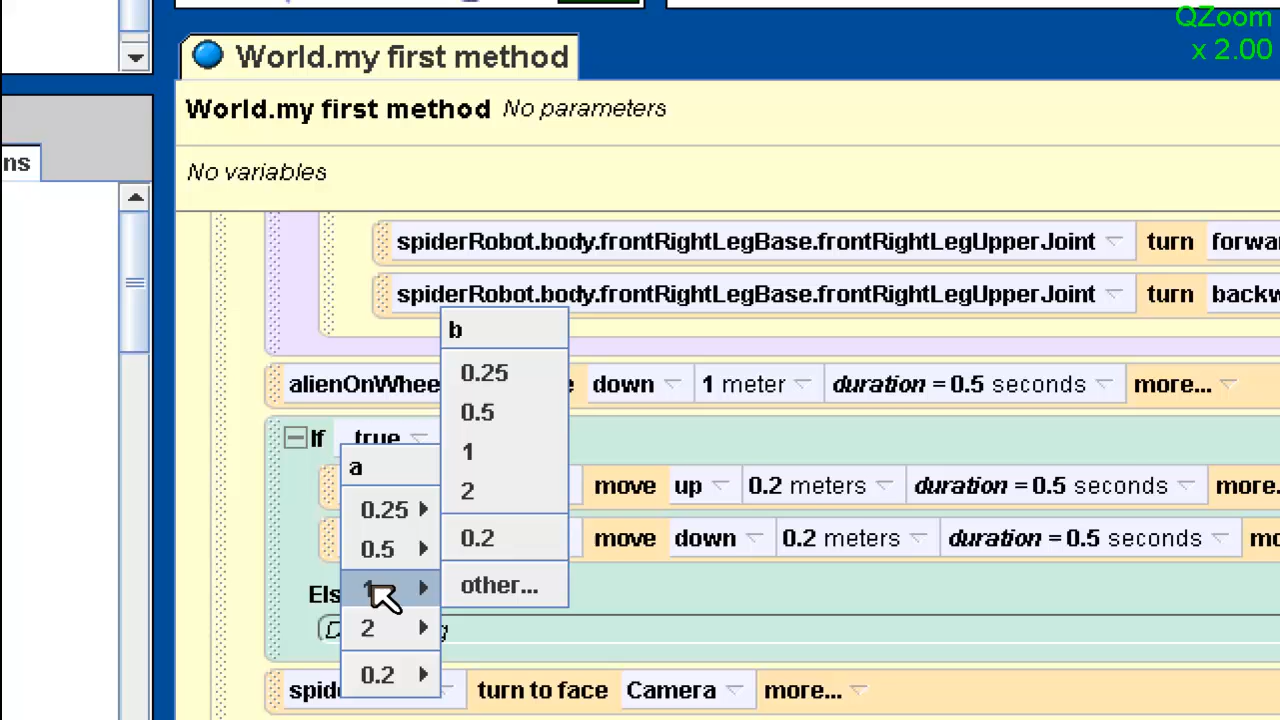 QZoom
x 2.00
World.my first method
World.my first method No parameters
ns
No variables
spiderRobot.body.frontRightLegBase.frontRightLegUpperJoint turn
spiderRobot.body.frontRightLegBase.frontRightLegUpperJoint turn
b
0.25
0.5
1
2
0.2
other...
down 1 meter duration = 0.5 seconds more...
If true
a
0.25
0.5
1
2
0.2
move up 0.2 meters duration = 0.5 seconds more.
move down 0.2 meters duration = 0.5 seconds
turn to face Camera more...